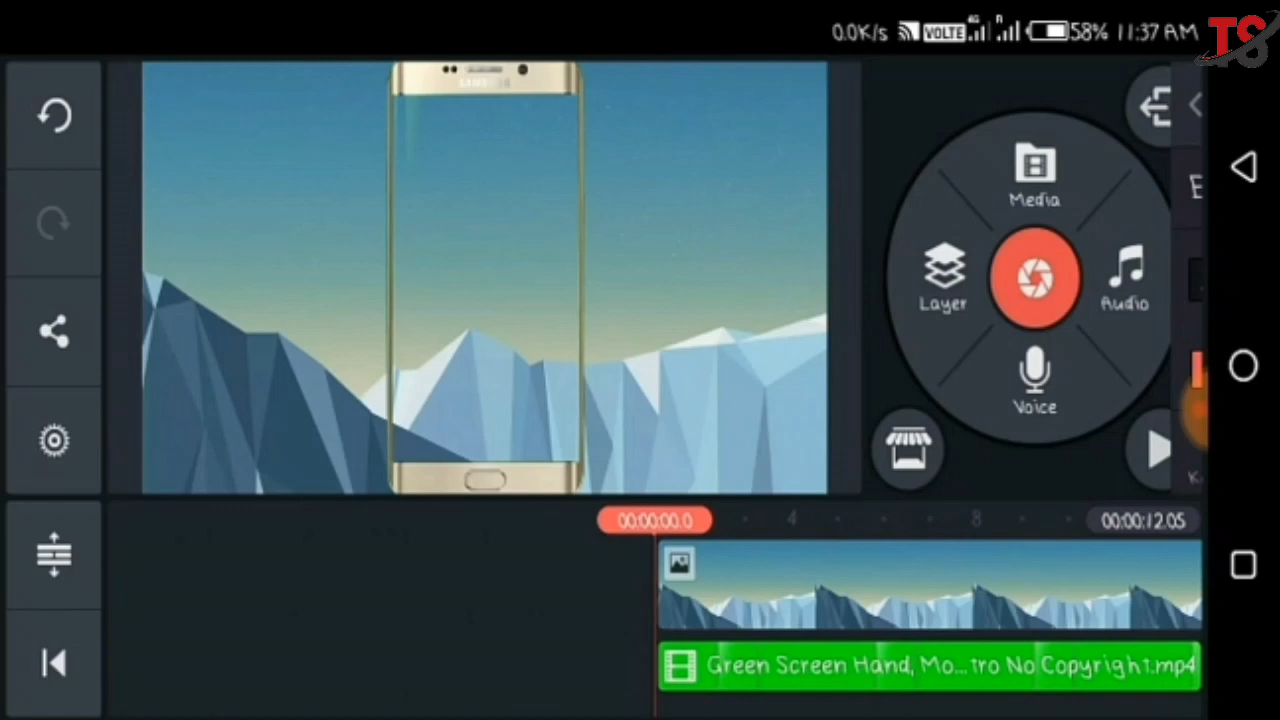 0.0K/s VOLTE 4G R 58% 11:37 AM
TS
Media
Layer
Audio
Voice
00:00:00.0
4
8
00:00:12.05
Green Screen Hand, Mo...tro No Copyright.mp4